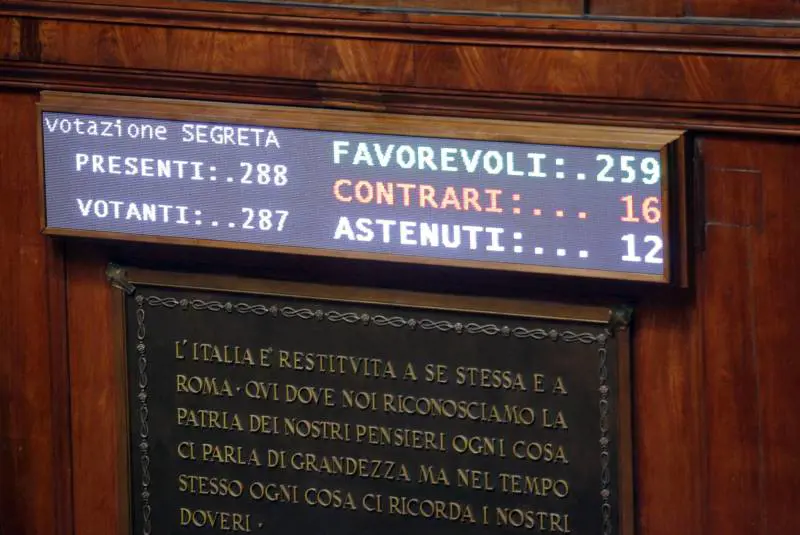 votazione SEGRETA
PRESENTI:.288
VOTANTI:..287
FAVOREVOLI:.259
CONTRARI:... 16
ASTENUTI:... 12
L'ITALIA E' RESTITVITA A SE STESSA E A
ROMA · QVI DOVE NOI RICONOSCIAMO LA
PATRIA DEI NOSTRI PENSIERI OGNI COSA
CI PARLA DI GRANDEZZA MA NEL TEMPO
STESSO OGNI COSA CI RICORDA I NOSTRI
DOVERI ·